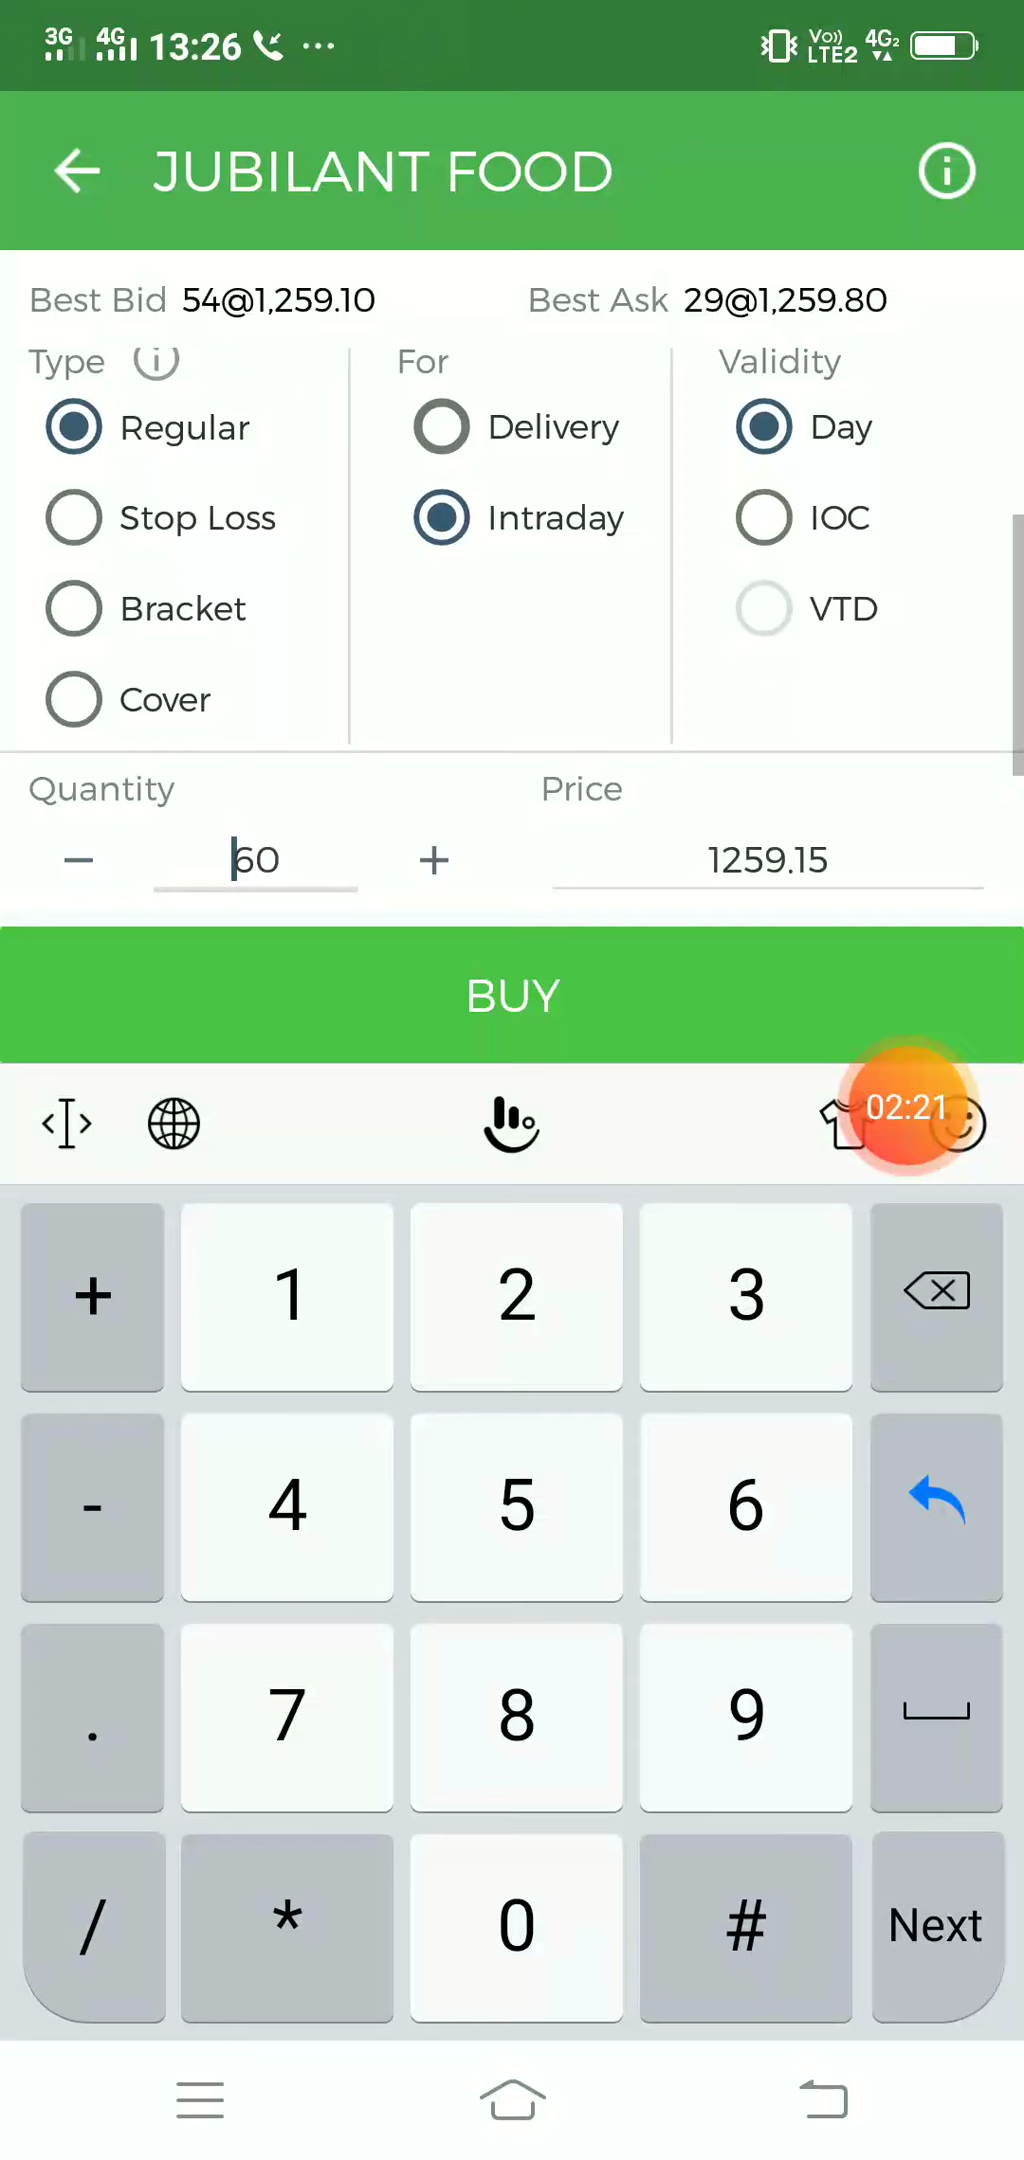 3G 4G 13:26 ... Vo)) LTE2 4G2
JUBILANT FOOD
Best Bid 54@1,259.10 Best Ask 29@1,259.80
Type For Validity
Regular Delivery Day
Stop Loss Intraday IOC
Bracket VTD
Cover
Quantity Price
− 60 + 1259.15
BUY
02:21
+ 1 2 3
- 4 5 6
. 7 8 9
/ * 0 # Next